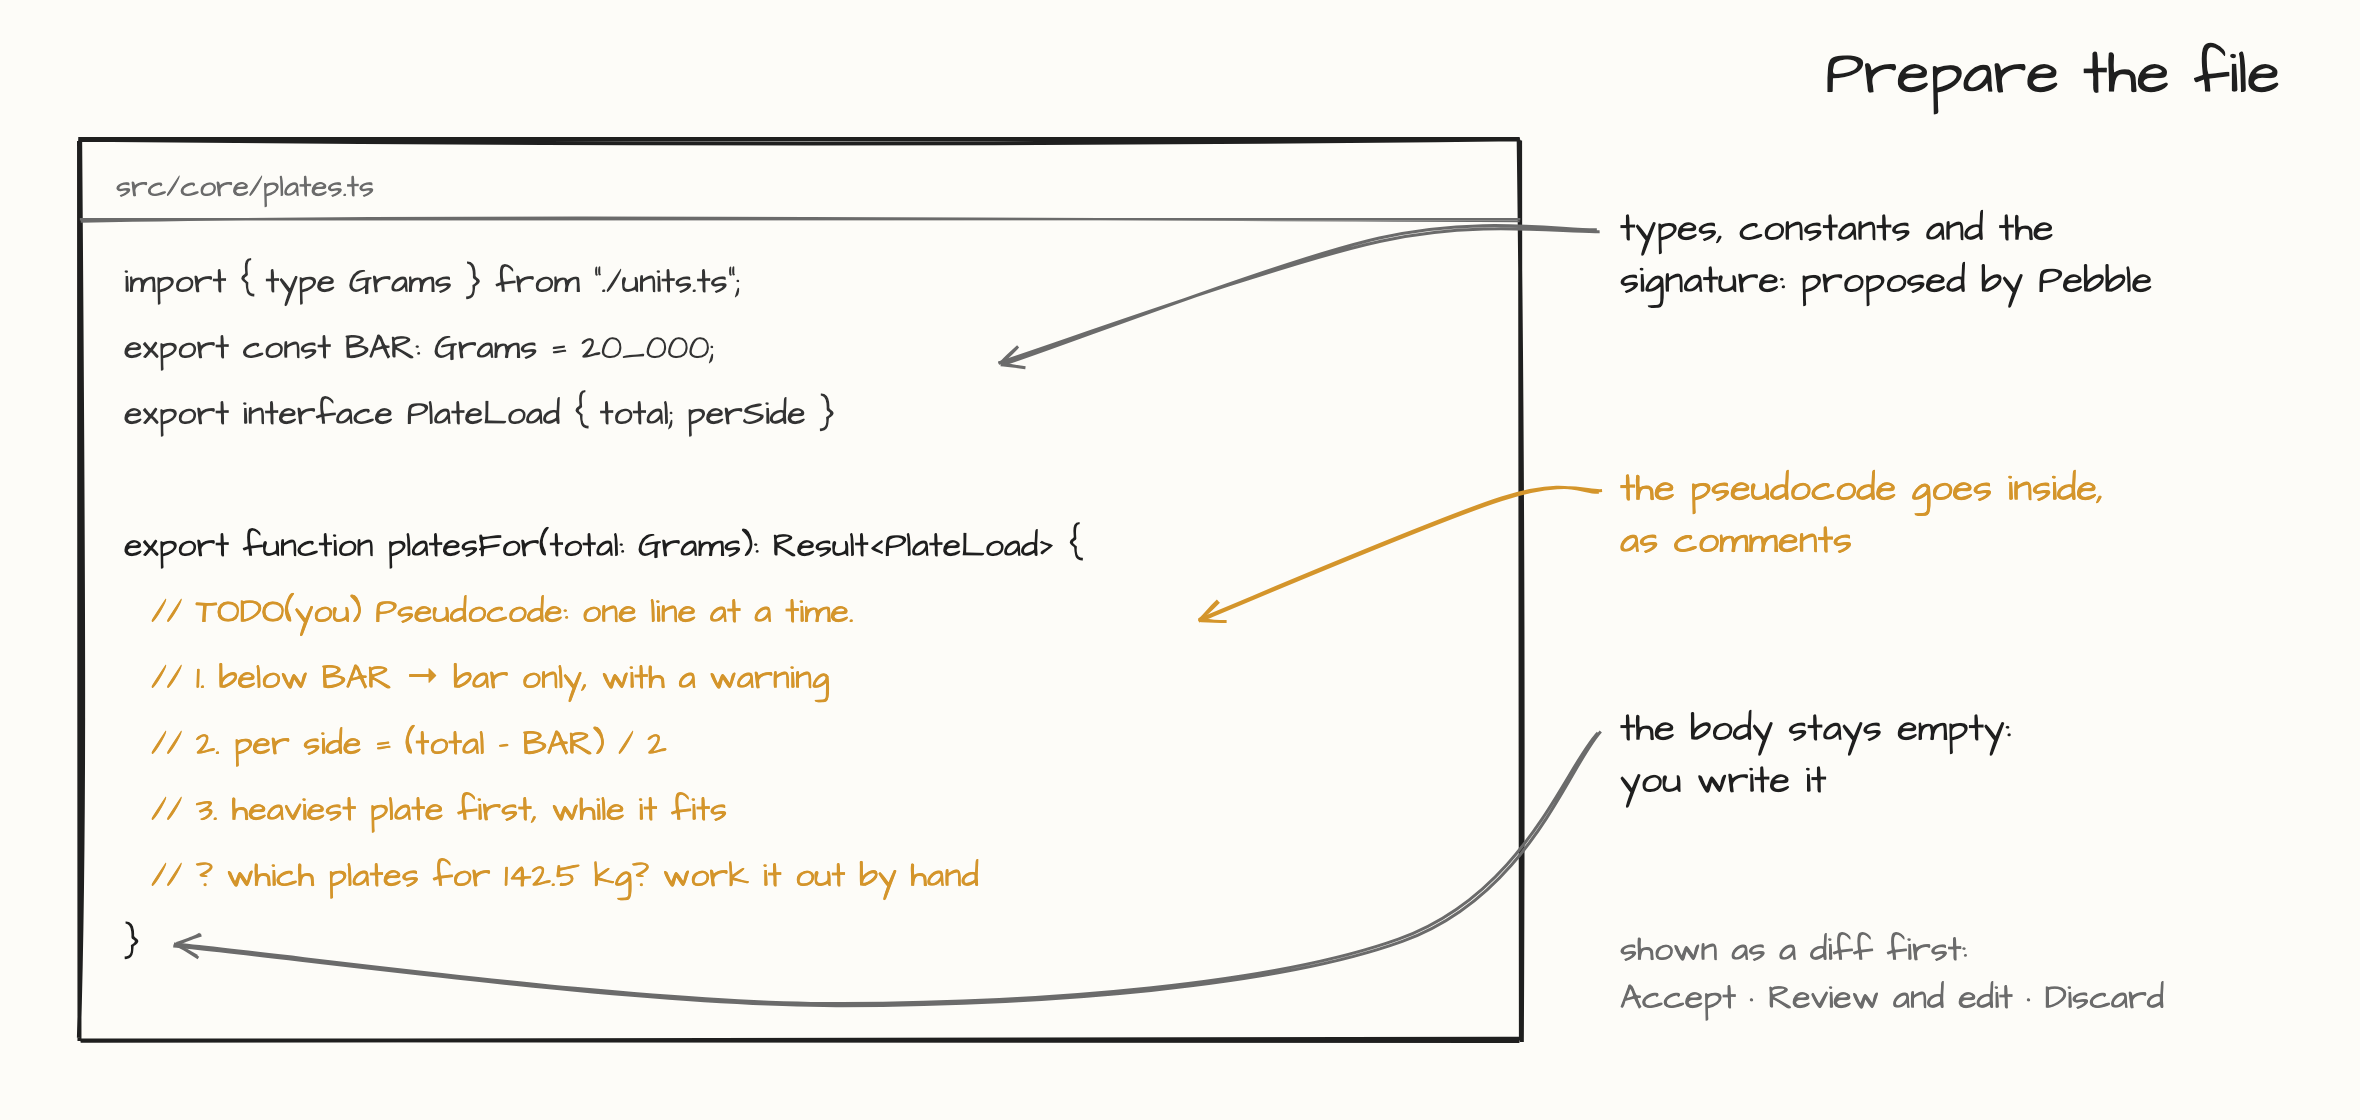 Prepare the file
src/core/plates.ts
import { type Grams } from "./units.ts";
export const BAR: Grams = 20_000;
export interface PlateLoad { total; perSide }
export function platesFor(total: Grams): Result<PlateLoad> {
// TODO(you) Pseudocode: one line at a time.
// 1. below BAR → bar only, with a warning
// 2. per side = (total - BAR) / 2
// 3. heaviest plate first, while it fits
// ? which plates for 142.5 kg? work it out by hand
}
types, constants and the
signature: proposed by Pebble
the pseudocode goes inside,
as comments
the body stays empty:
you write it
shown as a diff first:
Accept · Review and edit · Discard